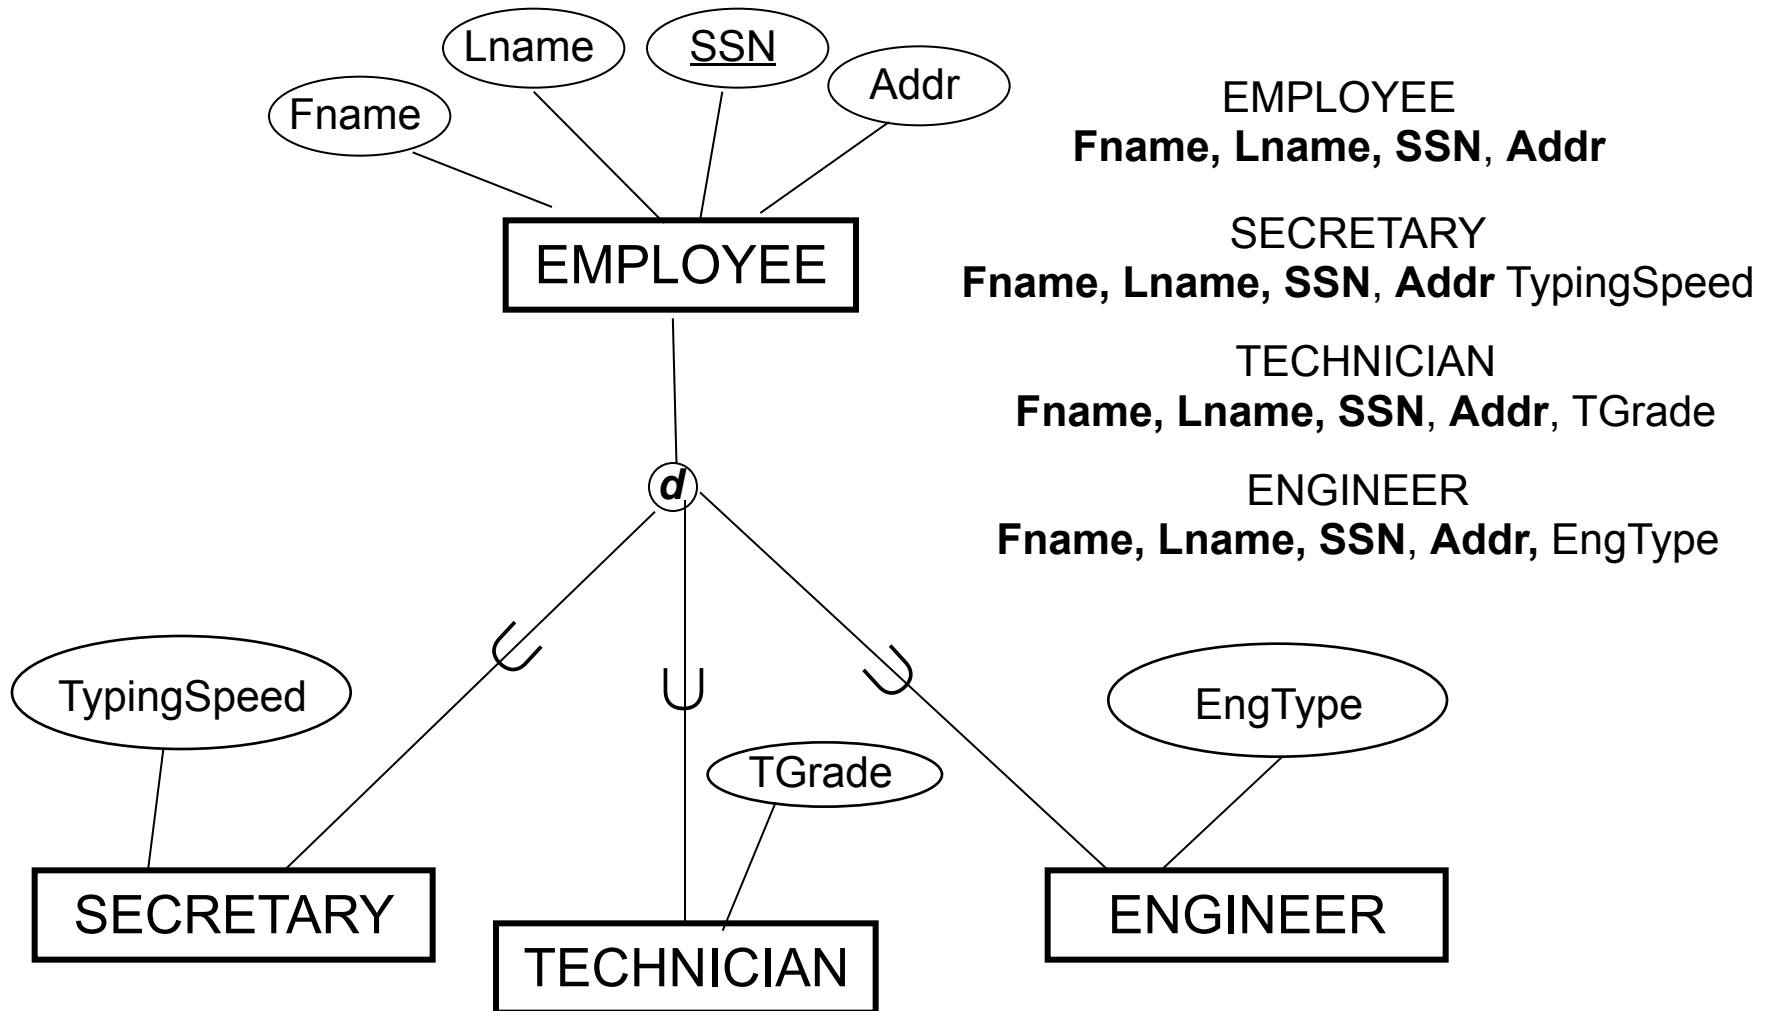 Lname
SSN
Addr
Fname
EMPLOYEE
d
TypingSpeed
TGrade
EngType
SECRETARY
TECHNICIAN
ENGINEER
EMPLOYEE
Fname, Lname, SSN, Addr
SECRETARY
Fname, Lname, SSN, Addr TypingSpeed
TECHNICIAN
Fname, Lname, SSN, Addr, TGrade
ENGINEER
Fname, Lname, SSN, Addr, EngType